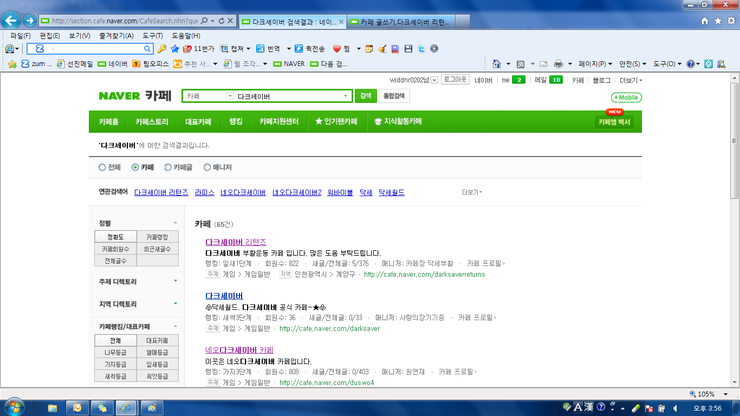 http://section.cafe.naver.com/CafeSearch.nhn?que
다크세이버 검색결과 : 네이...
카페 글쓰기,다크세이버 리턴...
파일(F) 편집(E) 보기(V) 즐겨찾기(A) 도구(T) 도움말(H)
11번가 캡쳐 번역 퀵전송 찜
zum ... 선진메일 네이버 팀오피스 추천 사... 웹 조각... NAVER 다음 검... 페이지(P) 안전(S) 도구(O)
widdnr0202님 로그아웃 네이버 me 2 메일 10 카페 블로그 더보기
NAVER 카페 카페 다크세이버 검색 통합검색 +Mobile
카페홈 카페스토리 대표카페 랭킹 카페지원센터 ★ 인기팬카페 지식활동카페 NEW 카페앱 백서
'다크세이버'에 대한 검색결과입니다.
전체 카페 카페글 매니저
연관검색어 다크세이버 리턴즈 라피스 네오다크세이버 네오다크세이버2 워바이블 닥세 닥세월드 더보기
정렬
정확도 카페랭킹
카페회원수 최근새글수
전체글수
주제 디렉토리
지역 디렉토리
카페랭킹/대표카페
전체 대표카페
나무등급 열매등급
가지등급 잎새등급
새싹등급 씨앗등급
카페 (65건)
다크세이버 리턴즈
다크세이버 부활운동 카페 입니다. 많은 도움 부탁드립니다.
랭킹: 잎새1단계 · 회원수: 822 · 새글/전체글: 5/376 · 매니저: 카페장 닥세부활 · 카페 프로필
주제 게임 > 게임일반 지역 인천광역시 > 계양구 · http://cafe.naver.com/darksaverreturns
다크세이버
닥세월드, 다크세이버 공식 카페~★
랭킹: 새싹3단계 · 회원수: 36 · 새글/전체글: 0/33 · 매니저: 사랑의장기기증 · 카페 프로필
주제 게임 > 게임일반 · http://cafe.naver.com/darksaver
네오다크세이버 카페
이곳은 네오다크세이버 카페입니다.
랭킹: 가지3단계 · 회원수: 808 · 새글/전체글: 0/403 · 매니저: 원연재 · 카페 프로필
주제 게임 > 게임일반 · http://cafe.naver.com/duswo4
105%
A 漢 오후 3:56